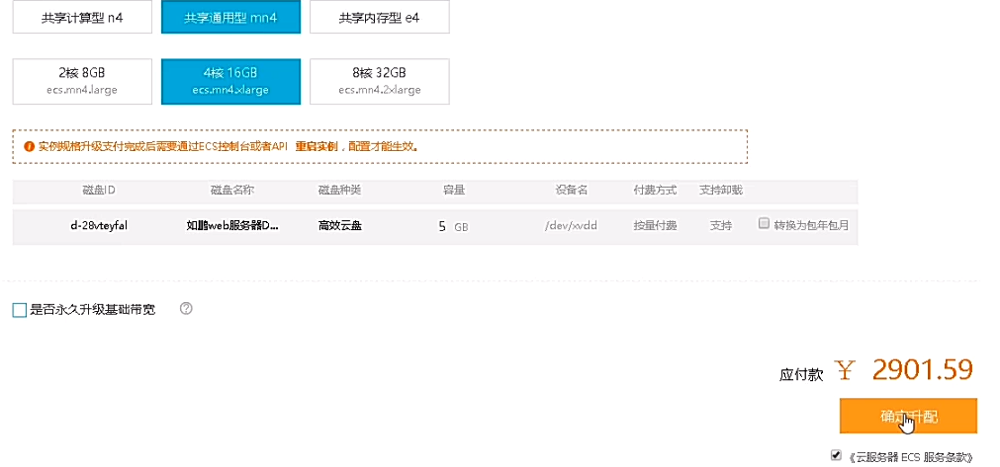 共享计算型 n4 共享通用型 mn4 共享内存型 e4
2核 8GB 4核 16GB 8核 32GB
ecs.mn4.large ecs.mn4.xlarge ecs.mn4.2xlarge
实例规格升级支付完成后需要通过ECS控制台或者API 重启实例，配置才能生效。
磁盘ID 磁盘名称 磁盘种类 容量 设备名 付费方式 支持卸载
d-28vteyfal 如鹏web服务器D... 高效云盘 5 GB /dev/xvdd 按量付费 支持 转换为包年包月
是否永久升级基础带宽 ?
应付款 ¥ 2901.59
确定升配
《云服务器 ECS 服务条款》